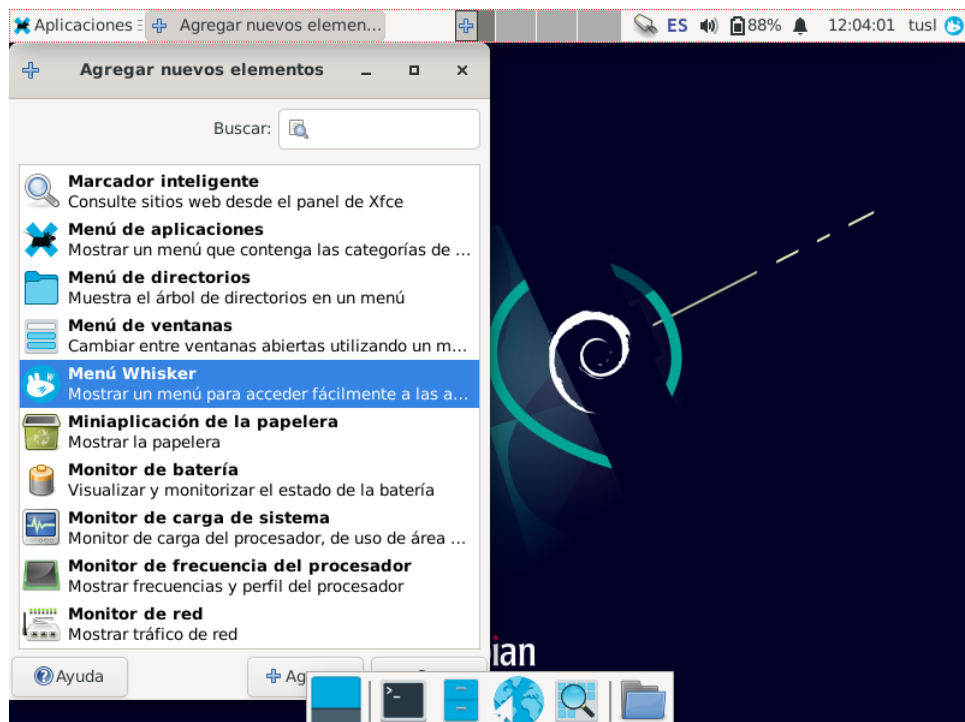 Aplicaciones
Agregar nuevos elemen...
ES
88%
12:04:01
tusl
Agregar nuevos elementos
Buscar:
Marcador inteligente
Consulte sitios web desde el panel de Xfce
Menú de aplicaciones
Mostrar un menú que contenga las categorías de ...
Menú de directorios
Muestra el árbol de directorios en un menú
Menú de ventanas
Cambiar entre ventanas abiertas utilizando un m...
Menú Whisker
Mostrar un menú para acceder fácilmente a las a...
Miniaplicación de la papelera
Mostrar la papelera
Monitor de batería
Visualizar y monitorizar el estado de la batería
Monitor de carga de sistema
Monitor de carga del procesador, de uso de área ...
Monitor de frecuencia del procesador
Mostrar frecuencias y perfil del procesador
Monitor de red
Mostrar tráfico de red
Ayuda
Ag
ian